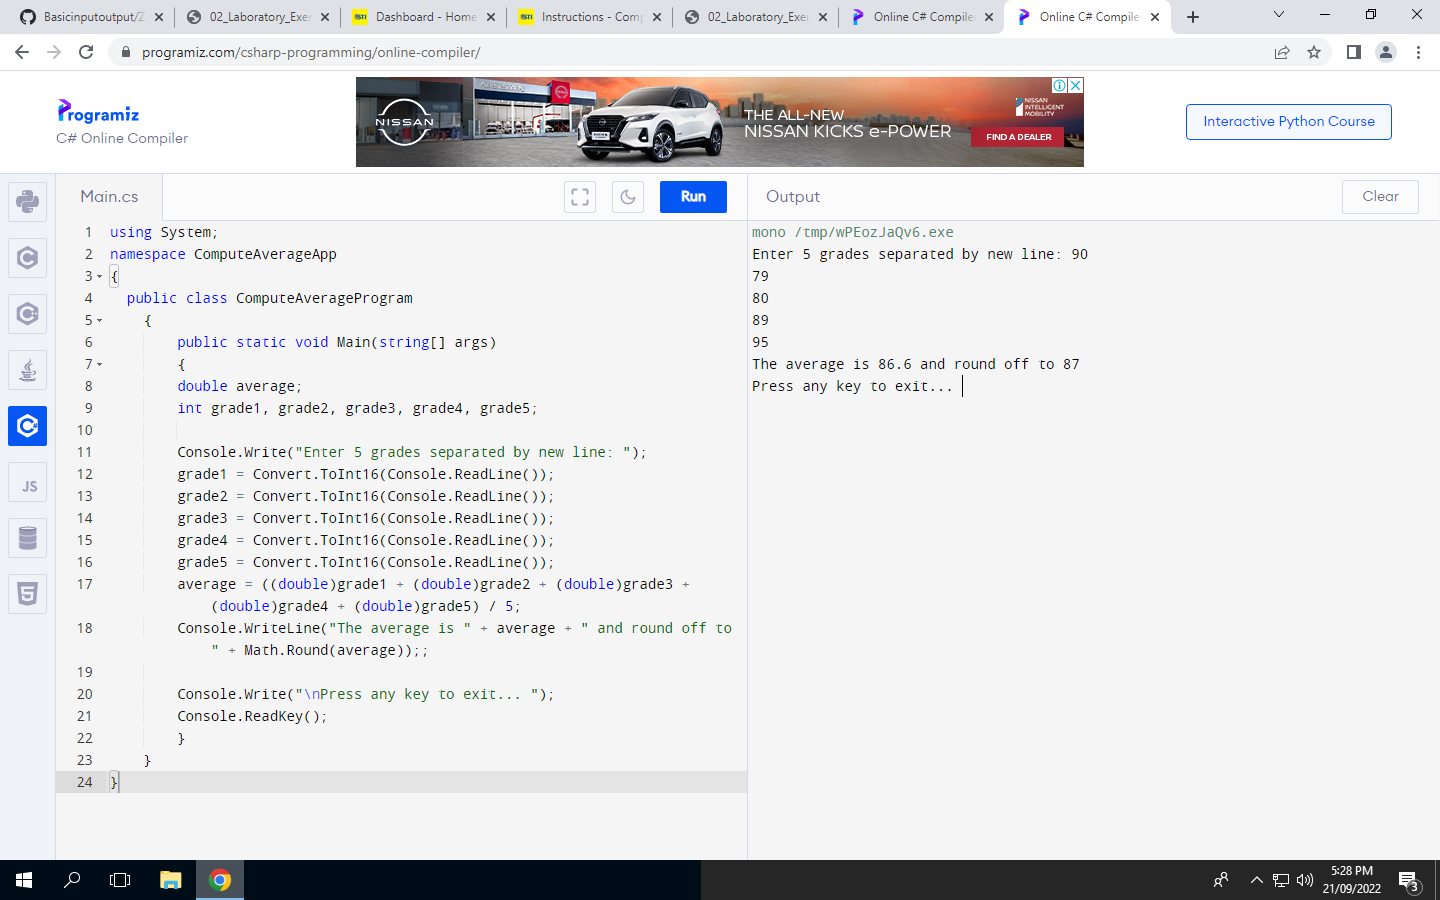 Basicinputoutput/Z
02_Laboratory_Exer
STI Dashboard - Home
STI Instructions - Comp
02_Laboratory_Exer
Online C# Compiler
Online C# Compiler
programiz.com/csharp-programming/online-compiler/
Programiz
C# Online Compiler
NISSAN
NISSAN
THE ALL-NEW
NISSAN KICKS e-POWER
NISSAN
INTELLIGENT
MOBILITY
FIND A DEALER
Interactive Python Course
Main.cs
Run
Output
Clear
JS
1 using System;
2 namespace ComputeAverageApp
3 {
4 public class ComputeAverageProgram
5 {
6 public static void Main(string[] args)
7 {
8 double average;
9 int grade1, grade2, grade3, grade4, grade5;
10
11 Console.Write("Enter 5 grades separated by new line: ");
12 grade1 = Convert.ToInt16(Console.ReadLine());
13 grade2 = Convert.ToInt16(Console.ReadLine());
14 grade3 = Convert.ToInt16(Console.ReadLine());
15 grade4 = Convert.ToInt16(Console.ReadLine());
16 grade5 = Convert.ToInt16(Console.ReadLine());
17 average = ((double)grade1 + (double)grade2 + (double)grade3 +
(double)grade4 + (double)grade5) / 5;
18 Console.WriteLine("The average is " + average + " and round off to
" + Math.Round(average));;
19
20 Console.Write("\nPress any key to exit... ");
21 Console.ReadKey();
22 }
23 }
24 }
mono /tmp/wPEozJaQv6.exe
Enter 5 grades separated by new line: 90
79
80
89
95
The average is 86.6 and round off to 87
Press any key to exit...
5:28 PM
21/09/2022
3